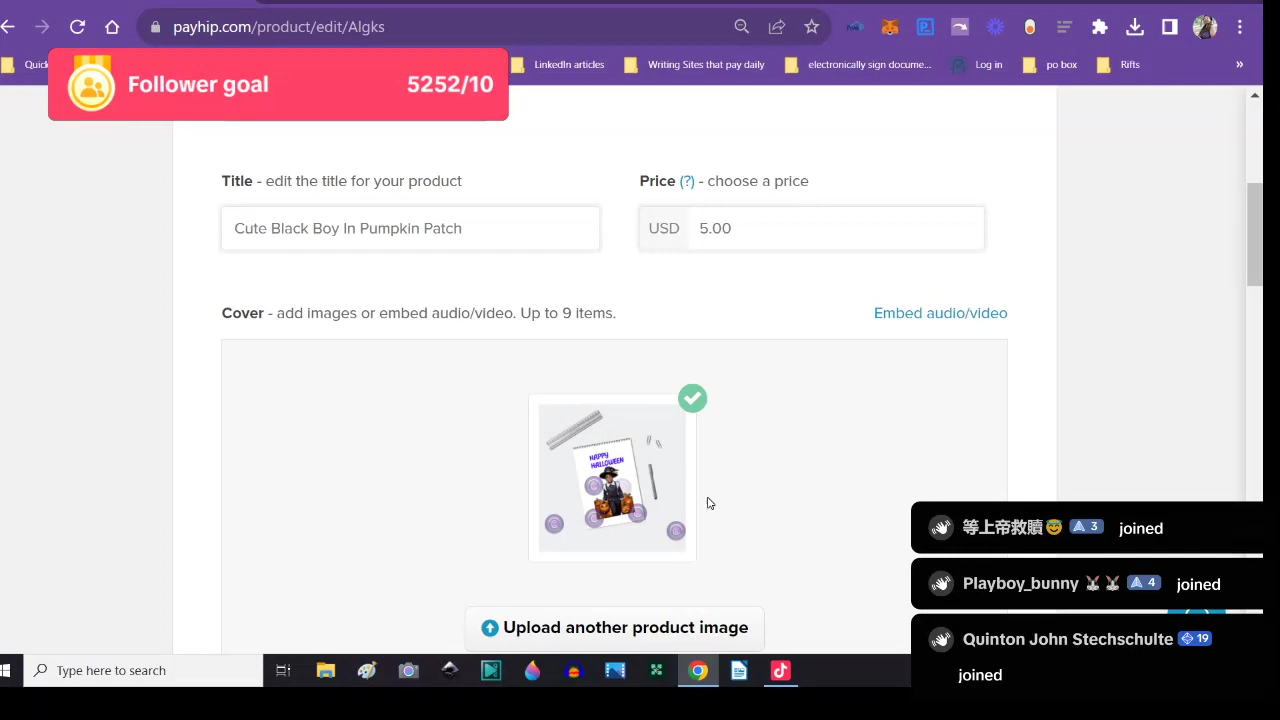 payhip.com/product/edit/Algks
Quick
LinkedIn articles
Writing Sites that pay daily
electronically sign docume...
Log in
po box
Rifts
»
Follower goal 5252/10
Title - edit the title for your product
Price (?) - choose a price
Cute Black Boy In Pumpkin Patch
USD 5.00
Cover - add images or embed audio/video. Up to 9 items.
Embed audio/video
HAPPY
HALLOWEEN
Upload another product image
等上帝救贖😇 3 joined
Playboy_bunny 🐰 🐰 4 joined
Quinton John Stechschulte 19
joined
Type here to search